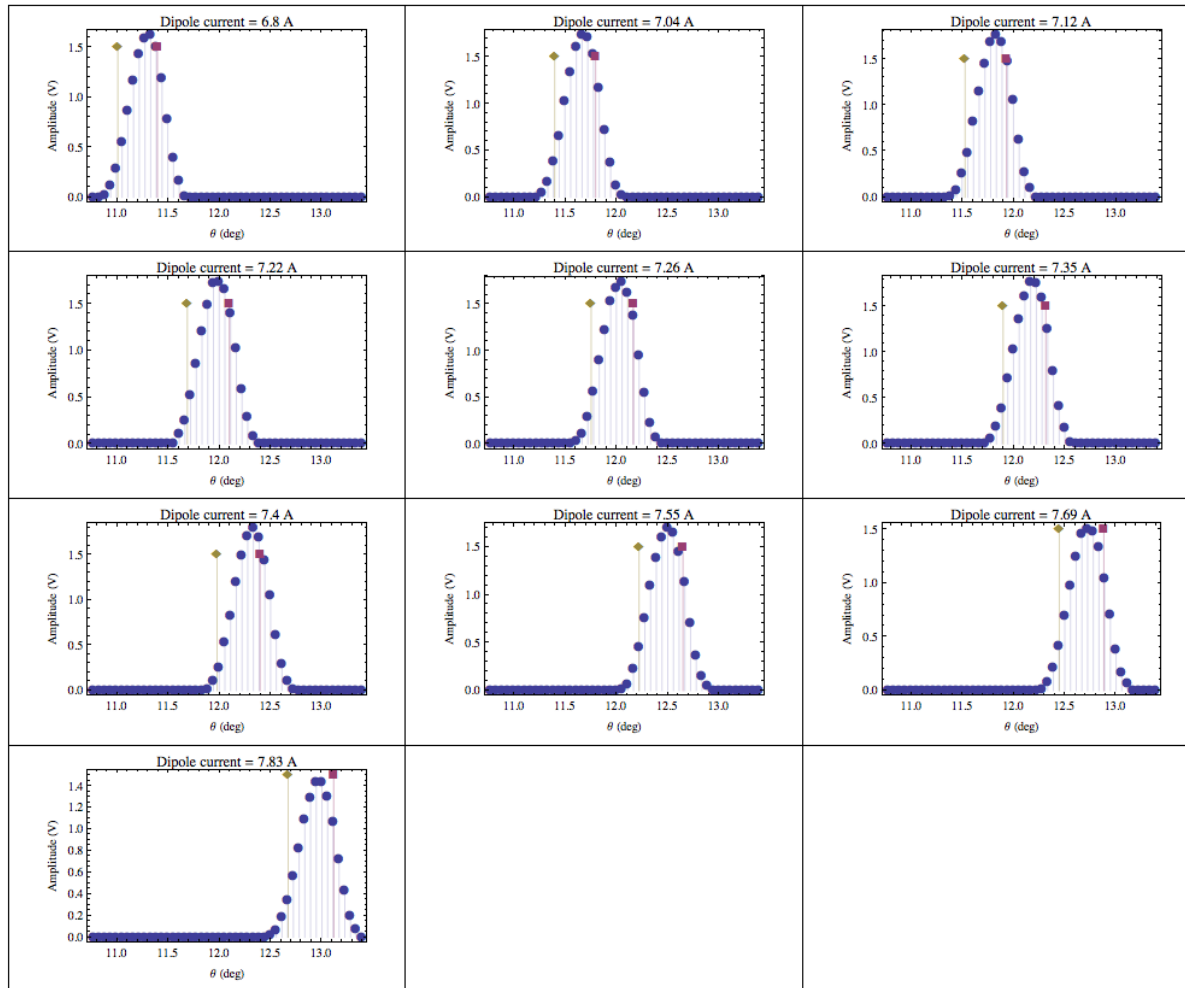 Dipole current = 6.8 A
Amplitude (V)
1.5
1.0
0.5
0.0
11.0 11.5 12.0 12.5 13.0
θ (deg)
Dipole current = 7.04 A
Amplitude (V)
1.5
1.0
0.5
0.0
11.0 11.5 12.0 12.5 13.0
θ (deg)
Dipole current = 7.12 A
Amplitude (V)
1.5
1.0
0.5
0.0
11.0 11.5 12.0 12.5 13.0
θ (deg)
Dipole current = 7.22 A
Amplitude (V)
1.5
1.0
0.5
0.0
11.0 11.5 12.0 12.5 13.0
θ (deg)
Dipole current = 7.26 A
Amplitude (V)
1.5
1.0
0.5
0.0
11.0 11.5 12.0 12.5 13.0
θ (deg)
Dipole current = 7.35 A
Amplitude (V)
1.5
1.0
0.5
0.0
11.0 11.5 12.0 12.5 13.0
θ (deg)
Dipole current = 7.4 A
Amplitude (V)
1.5
1.0
0.5
0.0
11.0 11.5 12.0 12.5 13.0
θ (deg)
Dipole current = 7.55 A
Amplitude (V)
1.5
1.0
0.5
0.0
11.0 11.5 12.0 12.5 13.0
θ (deg)
Dipole current = 7.69 A
Amplitude (V)
1.5
1.0
0.5
0.0
11.0 11.5 12.0 12.5 13.0
θ (deg)
Dipole current = 7.83 A
Amplitude (V)
1.4
1.2
1.0
0.8
0.6
0.4
0.2
0.0
11.0 11.5 12.0 12.5 13.0
θ (deg)